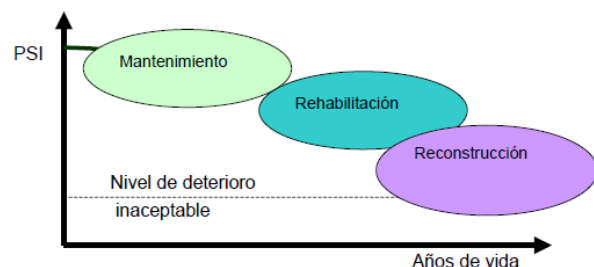 PSI
Mantenimiento
Rehabilitación
Reconstrucción
Nivel de deterioro
inaceptable
Años de vida